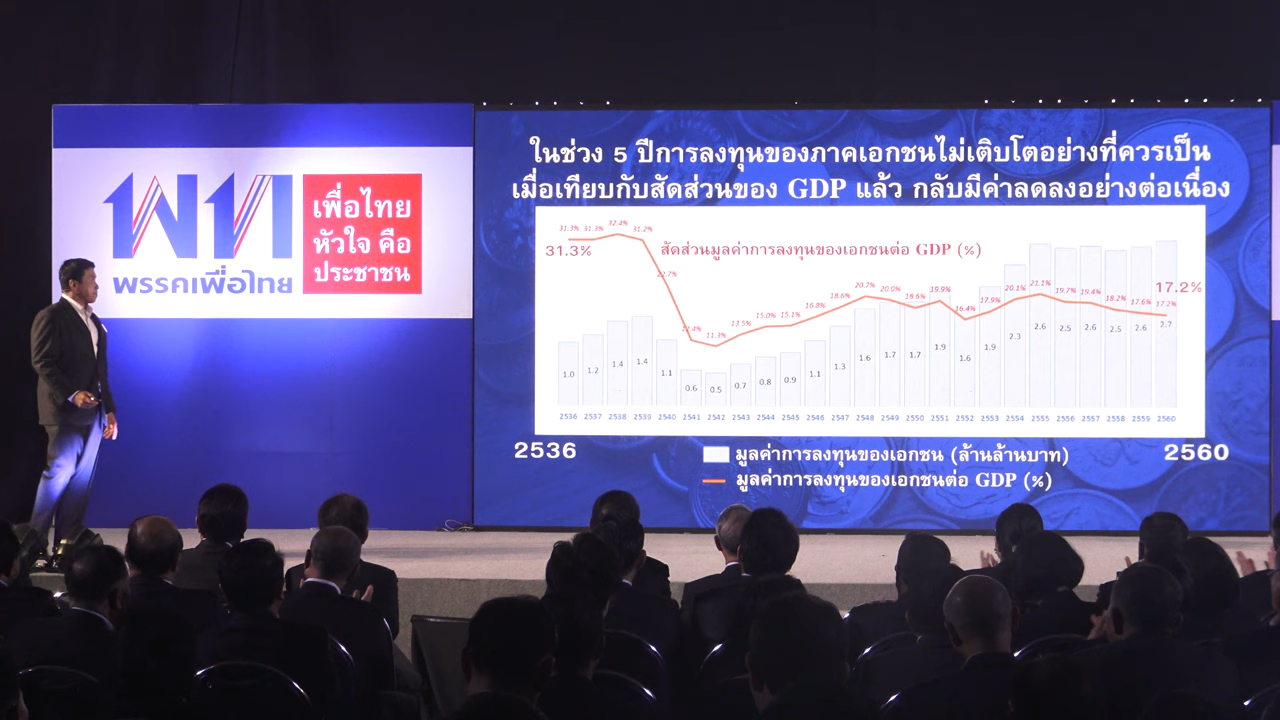 พท
พรรคเพื่อไทย
เพื่อไทย
หัวใจ คือ
ประชาชน
ในช่วง 5 ปีการลงทุนของภาคเอกชนไม่เติบโตอย่างที่ควรเป็น
เมื่อเทียบกับสัดส่วนของ GDP แล้ว กลับมีค่าลดลงอย่างต่อเนื่อง
31.3% 31.3% 32.4% 31.2%
31.3%
สัดส่วนมูลค่าการลงทุนของเอกชนต่อ GDP (%)
11.3% 13.5% 15.0% 15.1% 16.8% 18.6% 20.7% 20.0% 18.6% 19.9% 16.4% 17.9% 20.1% 21.1% 19.7% 19.4% 18.2% 17.6% 17.2%
17.2%
1.0 1.2 1.4 1.4 1.1 0.6 0.5 0.7 0.8 0.9 1.1 1.3 1.6 1.7 1.7 1.9 1.6 1.9 2.3 2.6 2.5 2.6 2.5 2.6 2.7
2536 2537 2538 2539 2540 2541 2542 2543 2544 2545 2546 2547 2548 2549 2550 2551 2552 2553 2554 2555 2556 2557 2558 2559 2560
2536
2560
มูลค่าการลงทุนของเอกชน (ล้านล้านบาท)
มูลค่าการลงทุนของเอกชนต่อ GDP (%)